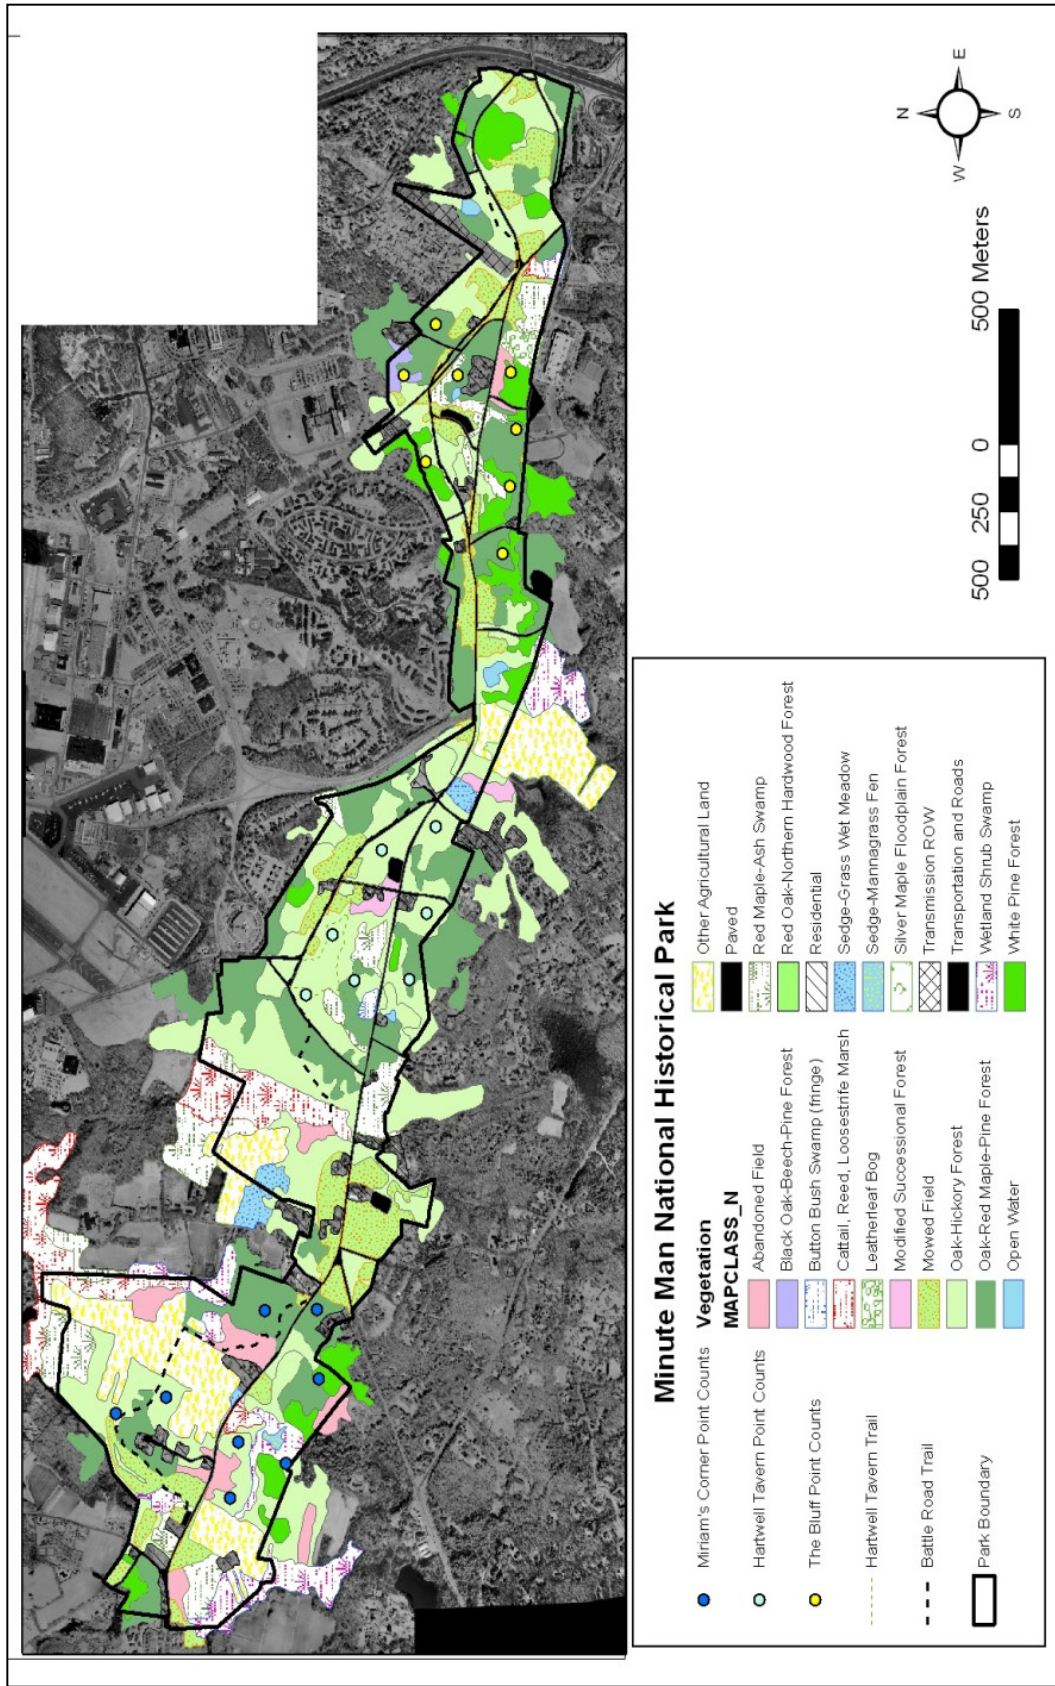 Minute Man National Historical Park
Miriam's Corner Point Counts
Hartwell Tavern Point Counts
The Bluff Point Counts
Hartwell Tavern Trail
Battle Road Trail
Park Boundary
Vegetation
MAPCLASS_N
Abandoned Field
Black Oak-Beech-Pine Forest
Button Bush Swamp (fringe)
Cattail, Reed, Loosestrife Marsh
Leatherleaf Bog
Modified Successional Forest
Mowed Field
Oak-Hickory Forest
Oak-Red Maple-Pine Forest
Open Water
Other Agricultural Land
Paved
Red Maple-Ash Swamp
Red Oak-Northern Hardwood Forest
Residential
Sedge-Grass Wet Meadow
Sedge-Mannagrass Fen
Silver Maple Floodplain Forest
Transmission ROW
Transportation and Roads
Wetland Shrub Swamp
White Pine Forest
500 250 0 500 Meters
N
W E
S